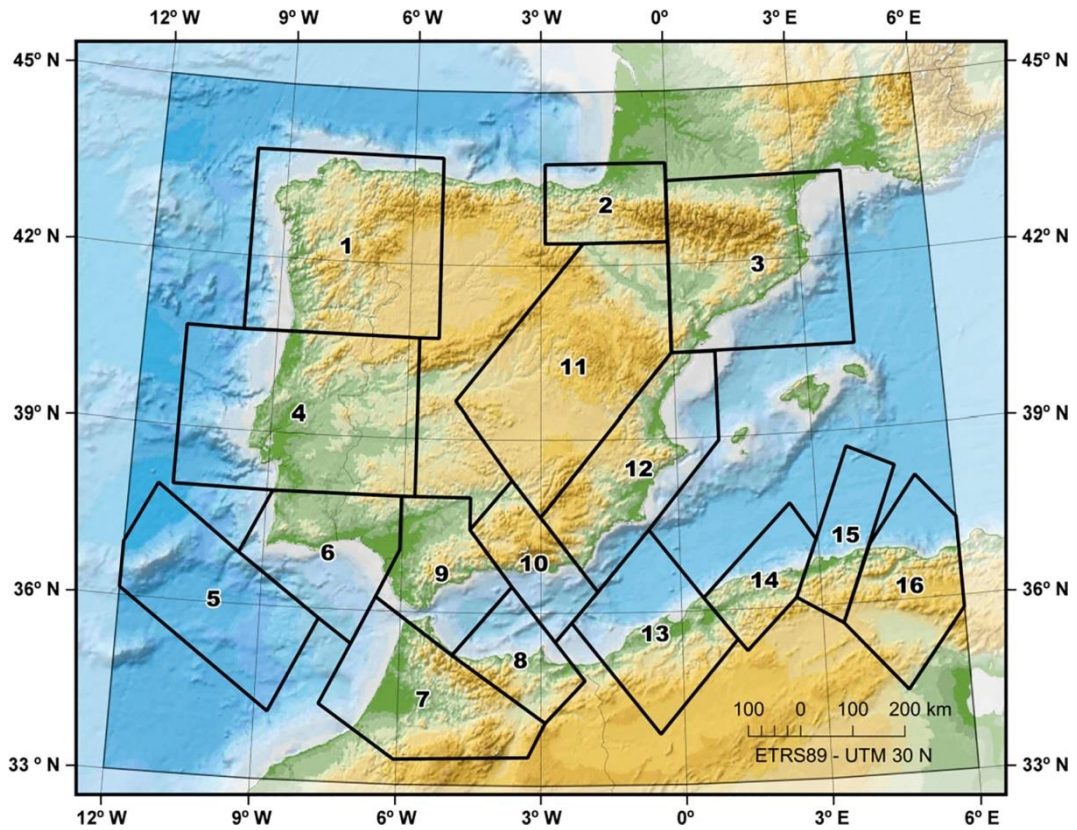 12º W 9º W 6º W 3º W 0º 3º E 6º E
45º N 45º N
2
1 42º N 42º N
3
11
4 39º N 39º N
12
15
6
10
9 14 16
5 36º N 36º N
13
8
7
100 0 100 200 km
ETRS89 - UTM 30 N
33 º N 33º N
12º W 9º W 6º W 3º W 0º 3º E 6º E